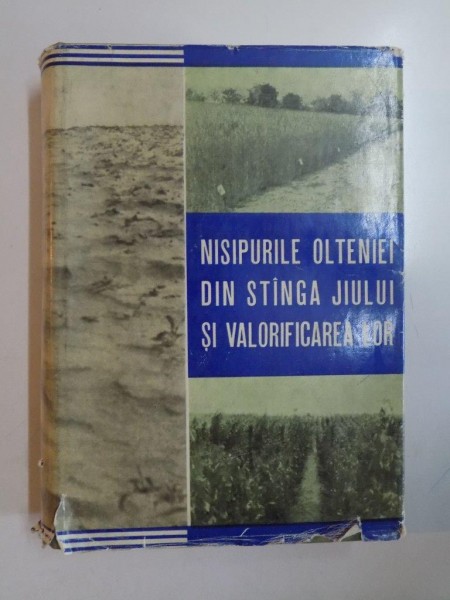 NISIPURILE OLTENIEI
DIN STÎNGA JIULUI
ȘI VALORIFICAREA LOR